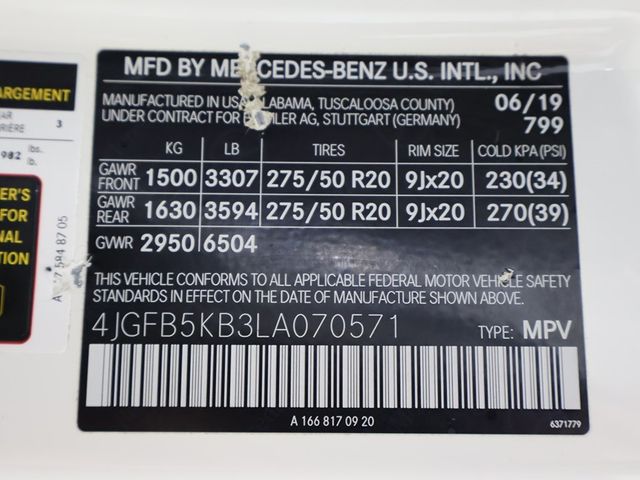 ARGEMENT
3
982 lbs.
lb.
ER'S
FOR
NAL
TION
MFD BY MERCEDES-BENZ U.S. INTL., INC
MANUFACTURED IN USA, ALABAMA, TUSCALOOSA COUNTY) 06/19
UNDER CONTRACT FOR DAIMLER AG, STUTTGART (GERMANY) 799
KG LB TIRES RIM SIZE COLD KPA (PSI)
GAWR FRONT 1500 3307 275/50 R20 9Jx20 230(34)
GAWR REAR 1630 3594 275/50 R20 9Jx20 270(39)
GVWR 2950 6504
THIS VEHICLE CONFORMS TO ALL APPLICABLE FEDERAL MOTOR VEHICLE SAFETY
STANDARDS IN EFFECT ON THE DATE OF MANUFACTURE SHOWN ABOVE.
4JGFB5KB3LA070571 TYPE: MPV
A 166 817 09 20
6371779